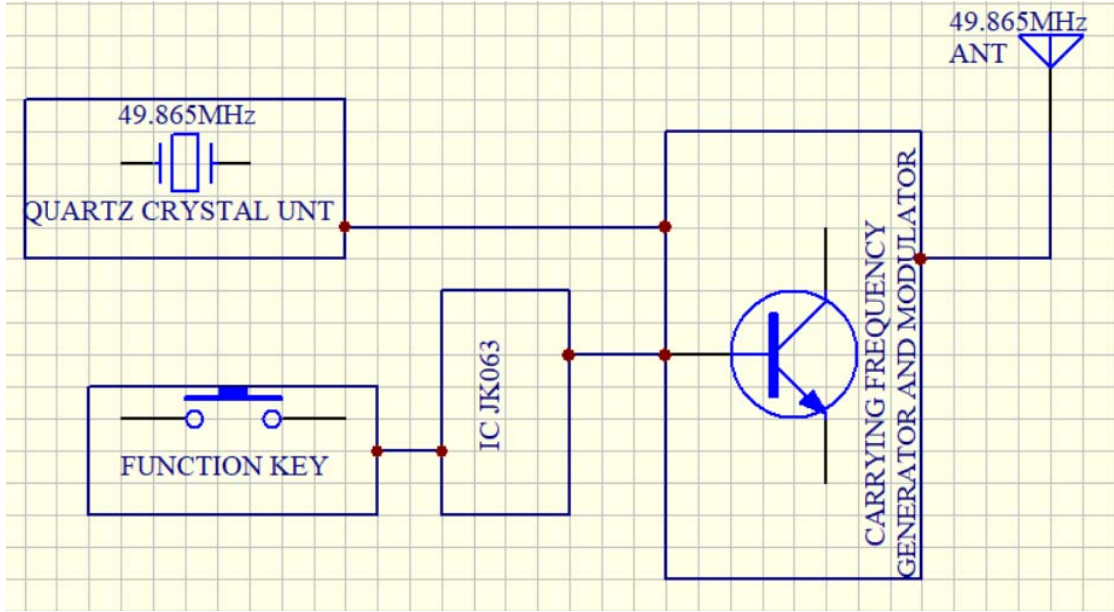 49.865MHz
ANT
49.865MHz
QUARTZ CRYSTAL UNT
CARRYING FREQUENCY
GENERATOR AND MODULATOR
IC JK063
FUNCTION KEY